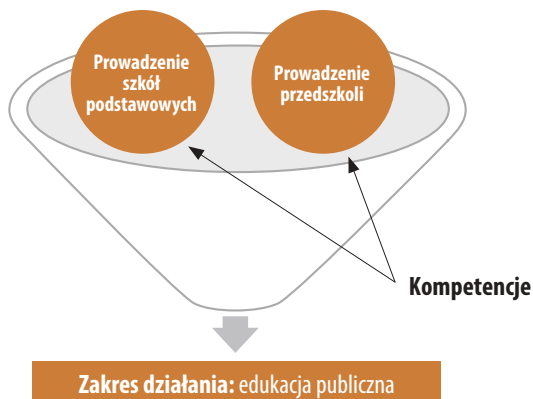 Prowadzenie
szkół
podstawowych
Prowadzenie
przedszkoli
Kompetencje
Zakres działania: edukacja publiczna